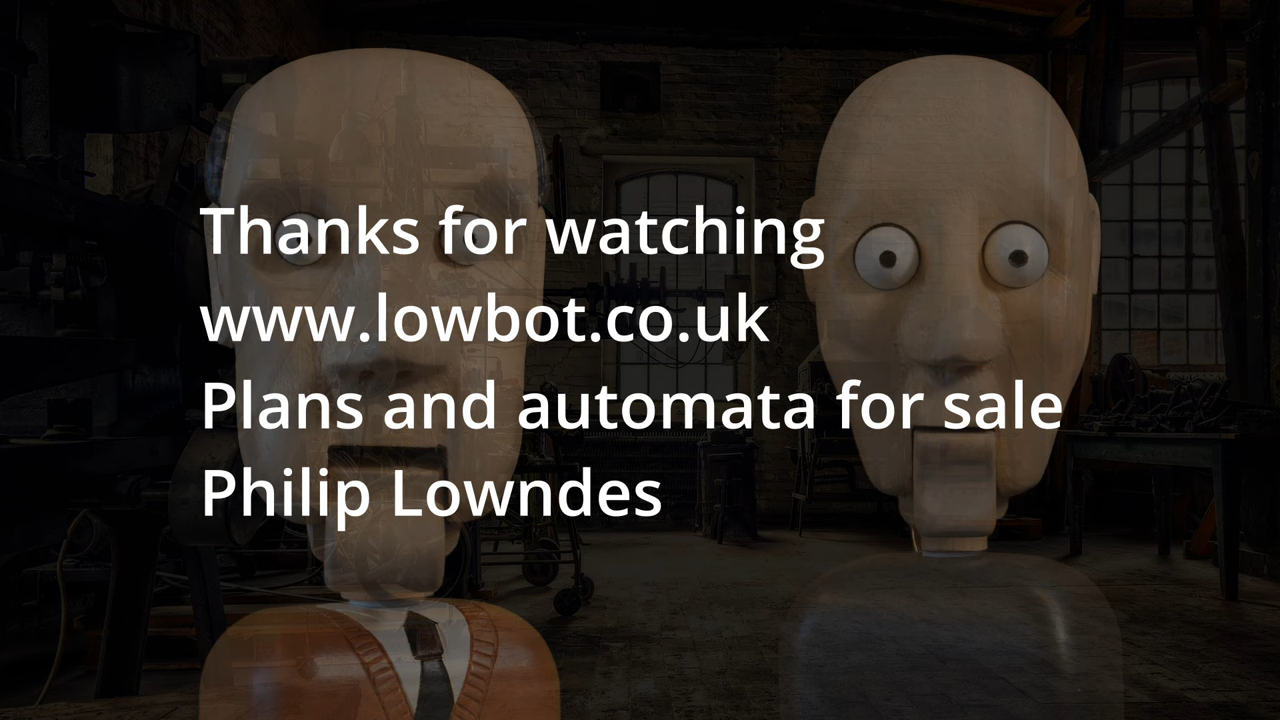 Thanks for watching
www.lowbot.co.uk
Plans and automata for sale
Philip Lowndes